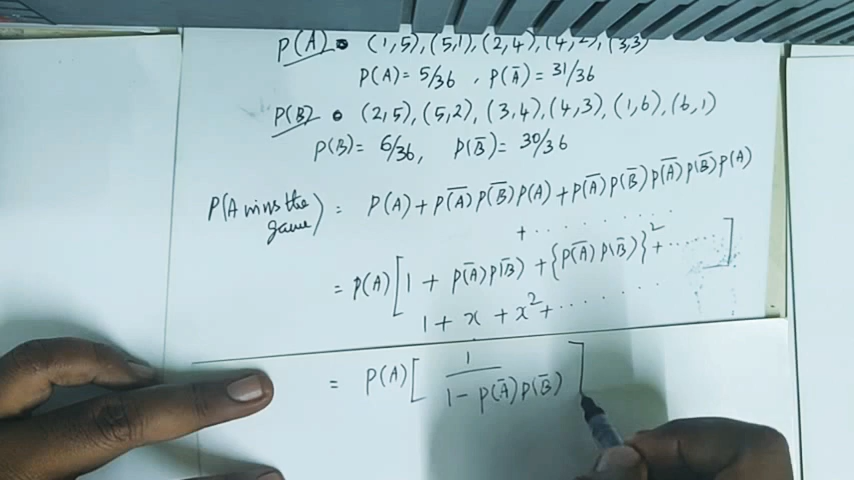 P(A) • (1,5), (5,1), (2,4), (4,2), (3,3)
P(A) = 5/36 , P(A̅) = 31/36
P(B) • (2,5), (5,2), (3,4), (4,3), (1,6), (6,1)
P(B) = 6/36, P(B̅) = 30/36
P(A wins the game) = P(A) + P(A̅) P(B̅) P(A) + P(A̅) P(B̅) P(A̅) P(B̅) P(A)
+ ..........
= P(A) [ 1 + P(A̅) P(B̅) + {P(A̅) P(B̅)}² + ....... ]
1 + x + x² + ........
= P(A) [ 1 / 1 - P(A̅) P(B̅) ]